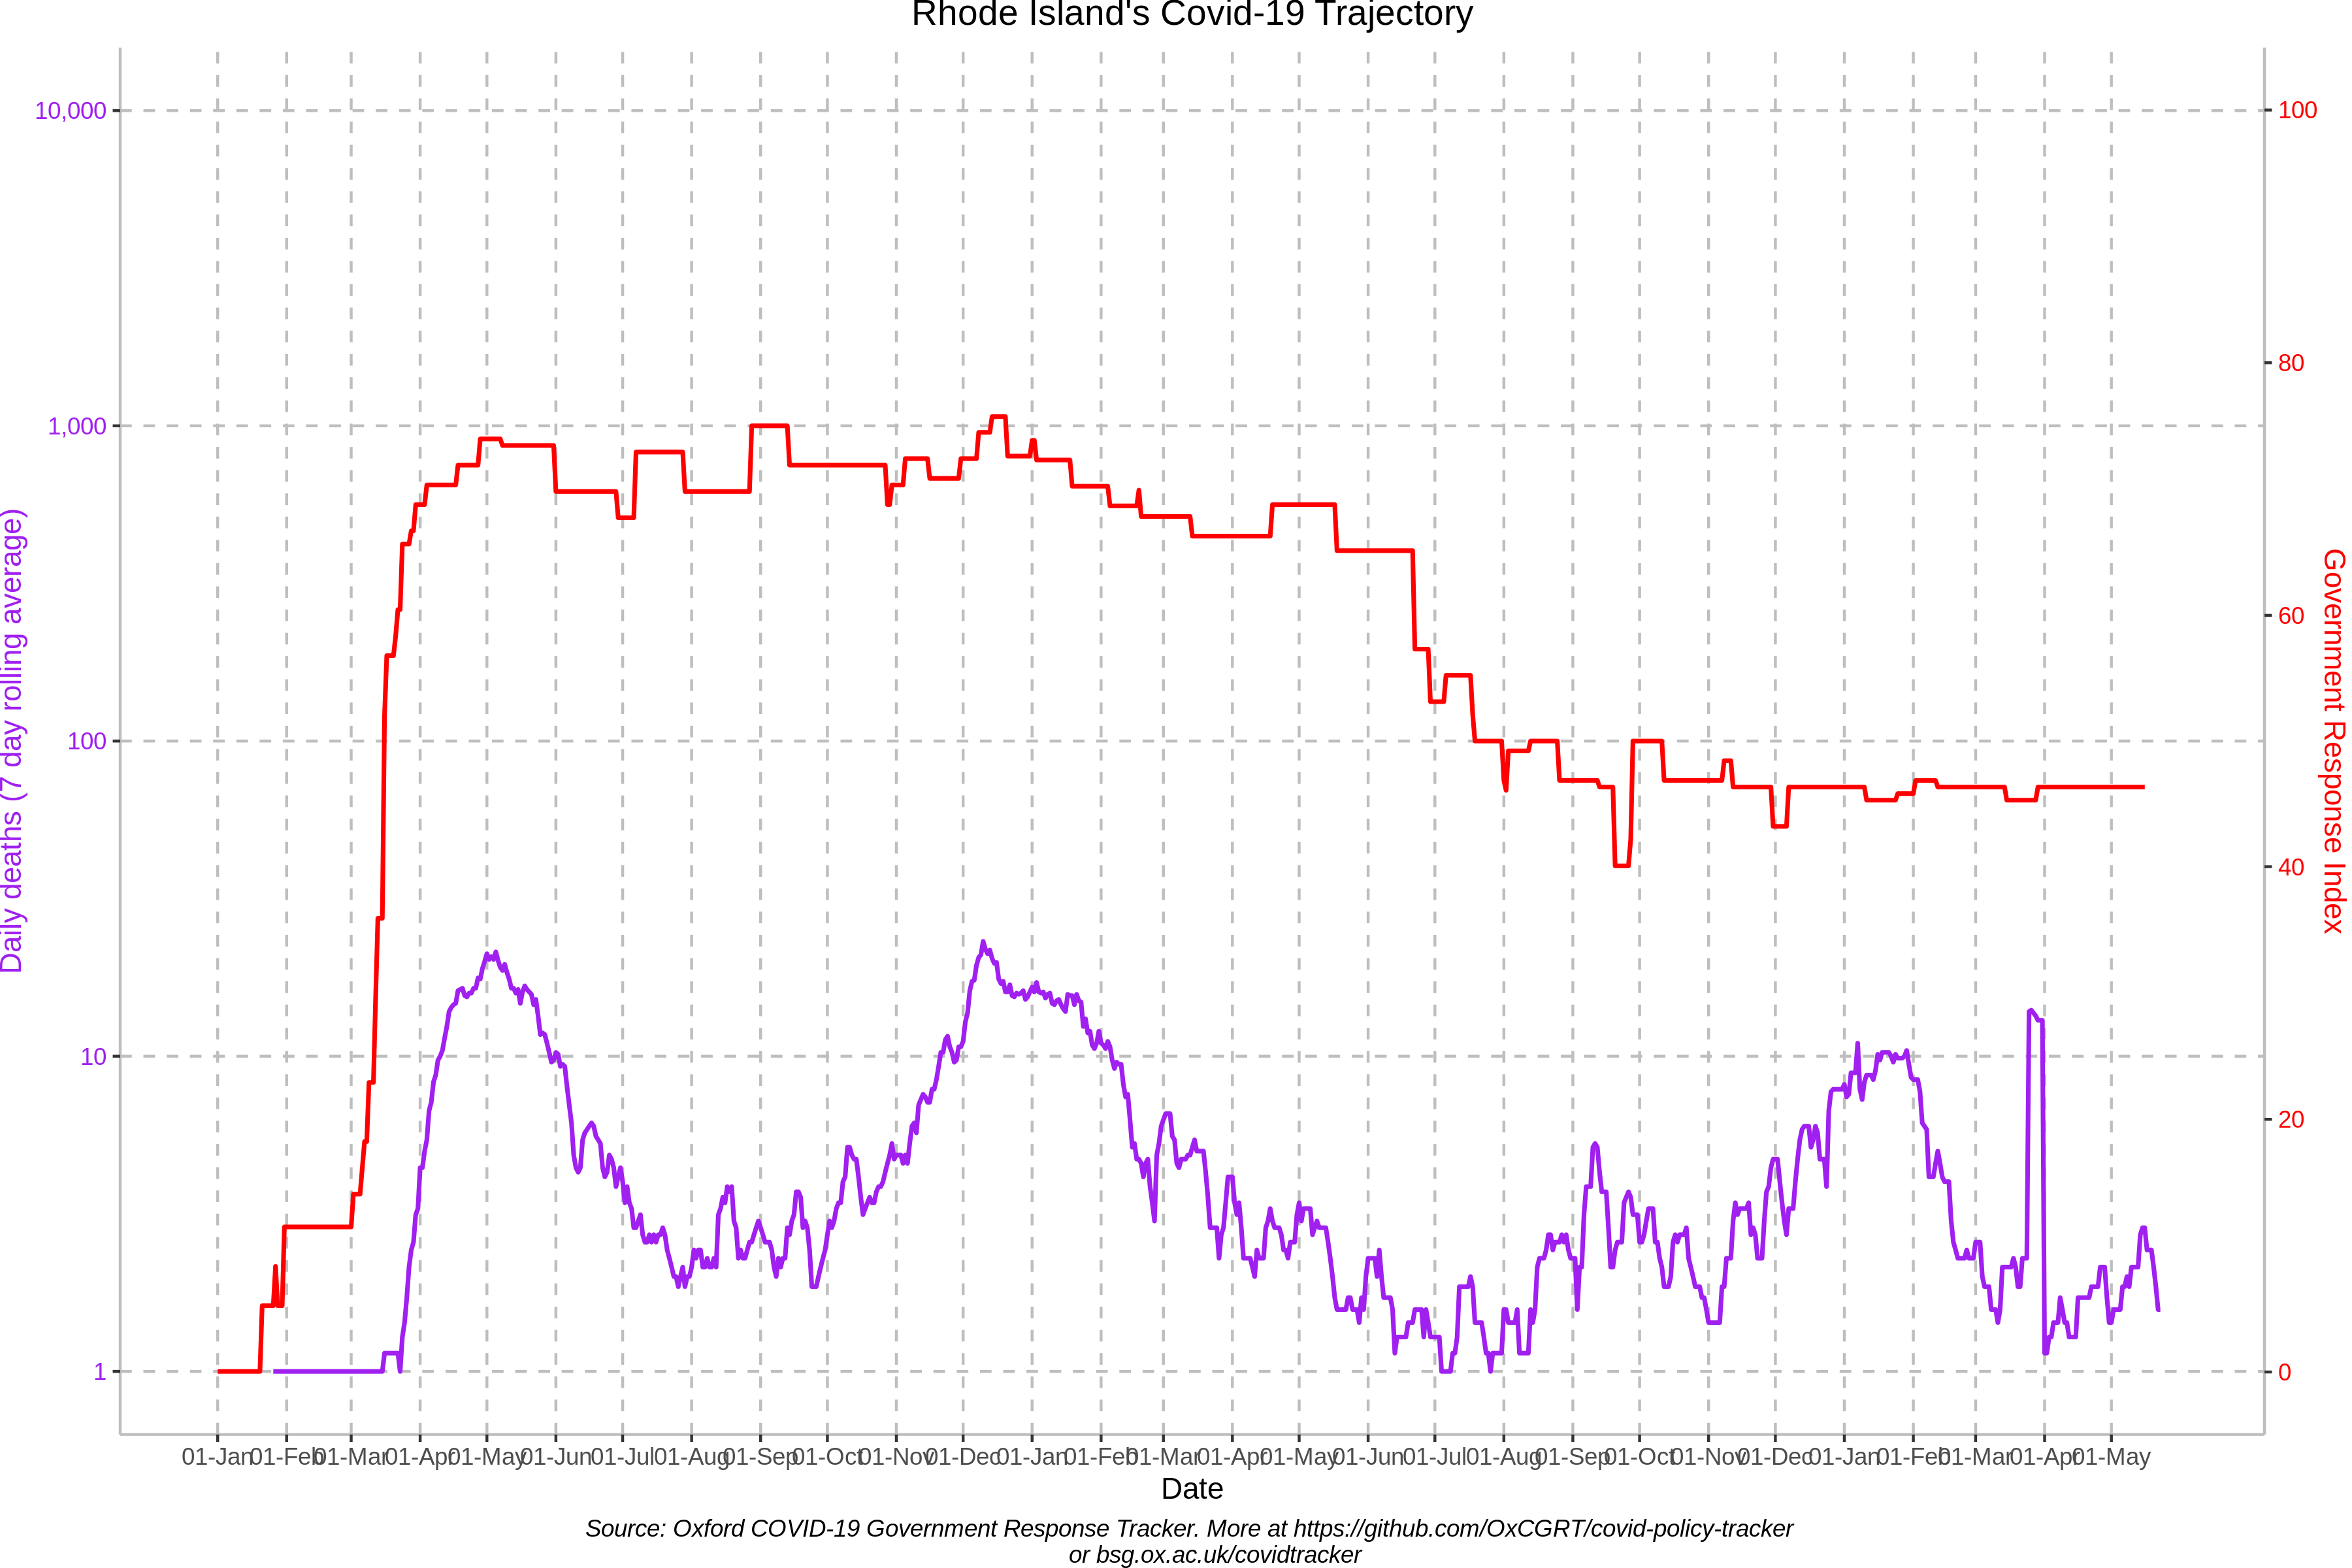 Rhode Island's Covid-19 Trajectory
10,000
1,000
100
10
1
Daily deaths (7 day rolling average)
100
80
60
40
20
0
Government Response Index
01-Jan 01-Feb 01-Mar 01-Apr 01-May 01-Jun 01-Jul 01-Aug 01-Sep 01-Oct 01-Nov 01-Dec 01-Jan 01-Feb 01-Mar 01-Apr 01-May 01-Jun 01-Jul 01-Aug 01-Sep 01-Oct 01-Nov 01-Dec 01-Jan 01-Feb 01-Mar 01-Apr 01-May
Date
Source: Oxford COVID-19 Government Response Tracker. More at https://github.com/OxCGRT/covid-policy-tracker
or bsg.ox.ac.uk/covidtracker